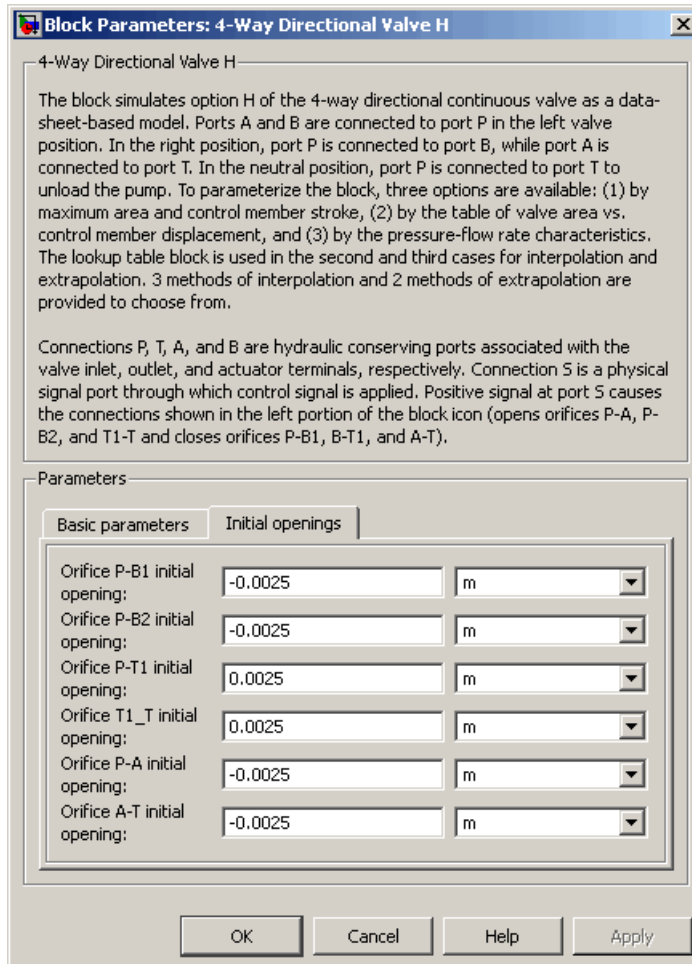 Block Parameters: 4-Way Directional Valve H
4-Way Directional Valve H
The block simulates option H of the 4-way directional continuous valve as a data-
sheet-based model. Ports A and B are connected to port P in the left valve
position. In the right position, port P is connected to port B, while port A is
connected to port T. In the neutral position, port P is connected to port T to
unload the pump. To parameterize the block, three options are available: (1) by
maximum area and control member stroke, (2) by the table of valve area vs.
control member displacement, and (3) by the pressure-flow rate characteristics.
The lookup table block is used in the second and third cases for interpolation and
extrapolation. 3 methods of interpolation and 2 methods of extrapolation are
provided to choose from.
Connections P, T, A, and B are hydraulic conserving ports associated with the
valve inlet, outlet, and actuator terminals, respectively. Connection S is a physical
signal port through which control signal is applied. Positive signal at port S causes
the connections shown in the left portion of the block icon (opens orifices P-A, P-
B2, and T1-T and closes orifices P-B1, B-T1, and A-T).
Parameters
Basic parameters Initial openings
Orifice P-B1 initial
opening: -0.0025 m
Orifice P-B2 initial
opening: -0.0025 m
Orifice P-T1 initial
opening: 0.0025 m
Orifice T1_T initial
opening: 0.0025 m
Orifice P-A initial
opening: -0.0025 m
Orifice A-T initial
opening: -0.0025 m
OK Cancel Help Apply